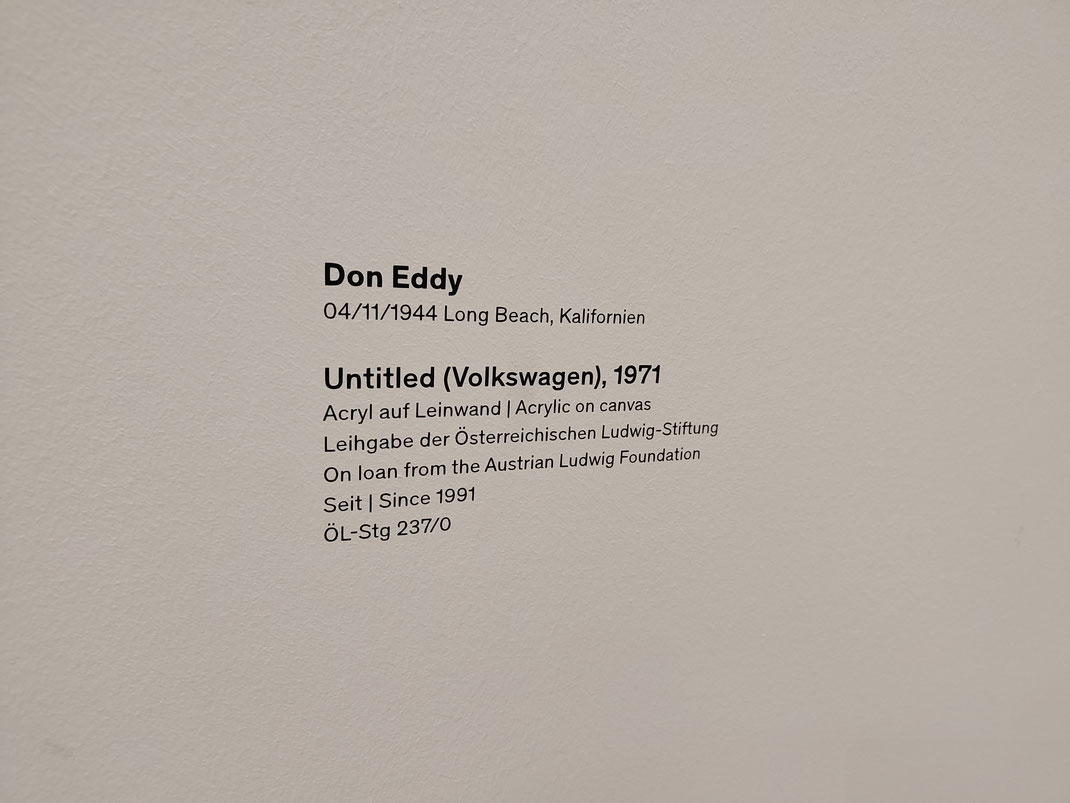 Don Eddy
04/11/1944 Long Beach, Kalifornien
Untitled (Volkswagen), 1971
Acryl auf Leinwand | Acrylic on canvas
Leihgabe der Österreichischen Ludwig-Stiftung
On loan from the Austrian Ludwig Foundation
Seit | Since 1991
ÖL-Stg 237/0